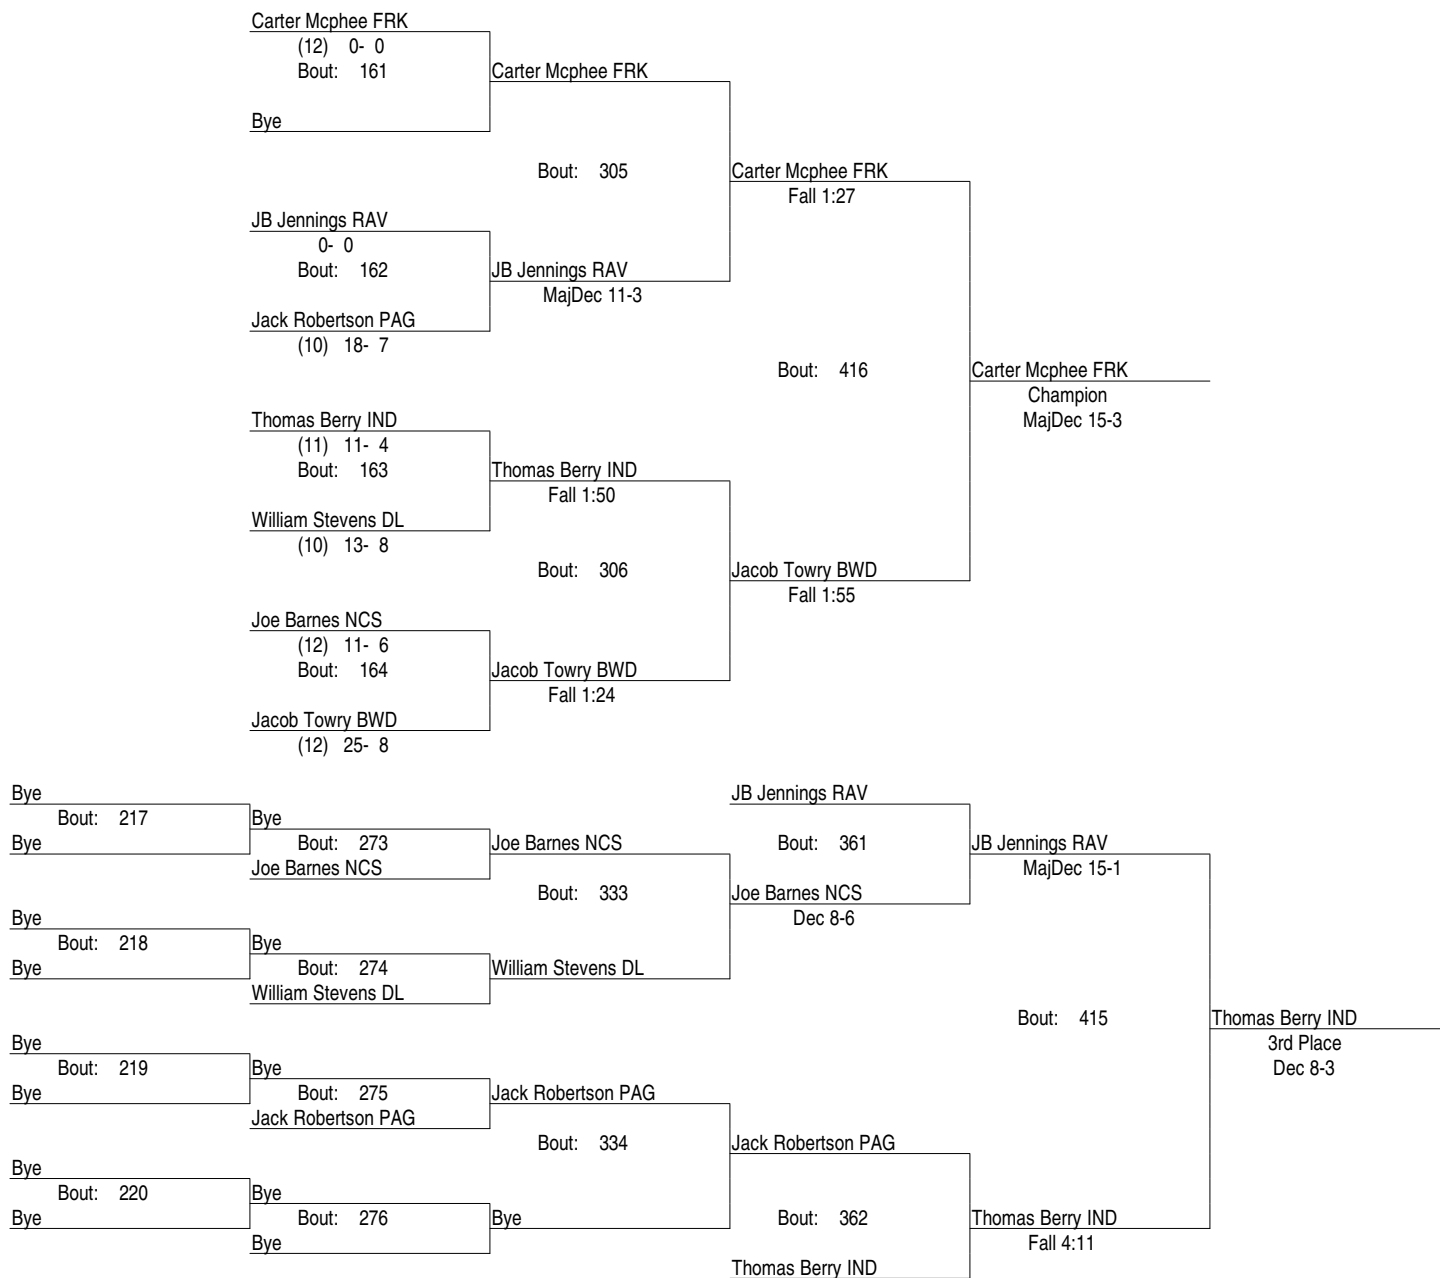 Carter Mcphee FRK
(12) 0- 0
Bout: 161 Carter Mcphee FRK
Bye
Bout: 305 Carter Mcphee FRK
Fall 1:27
JB Jennings RAV
0- 0
Bout: 162 JB Jennings RAV
MajDec 11-3
Jack Robertson PAG
(10) 18- 7
Bout: 416 Carter Mcphee FRK
Champion
MajDec 15-3
Thomas Berry IND
(11) 11- 4
Bout: 163 Thomas Berry IND
Fall 1:50
William Stevens DL
(10) 13- 8
Bout: 306 Jacob Towry BWD
Fall 1:55
Joe Barnes NCS
(12) 11- 6
Bout: 164 Jacob Towry BWD
Fall 1:24
Jacob Towry BWD
(12) 25- 8
Bye JB Jennings RAV
Bout: 217 Bye
Bye Bout: 273 Joe Barnes NCS Bout: 361 JB Jennings RAV
Joe Barnes NCS MajDec 15-1
Bout: 333 Joe Barnes NCS
Bye Dec 8-6
Bout: 218 Bye
Bye Bout: 274 William Stevens DL
William Stevens DL
Bout: 415 Thomas Berry IND
Bye 3rd Place
Bout: 219 Bye Dec 8-3
Bye Bout: 275 Jack Robertson PAG
Jack Robertson PAG
Bout: 334 Jack Robertson PAG
Bye
Bout: 220 Bye
Bye Bout: 276 Bye Bout: 362 Thomas Berry IND
Bye Fall 4:11
Thomas Berry IND